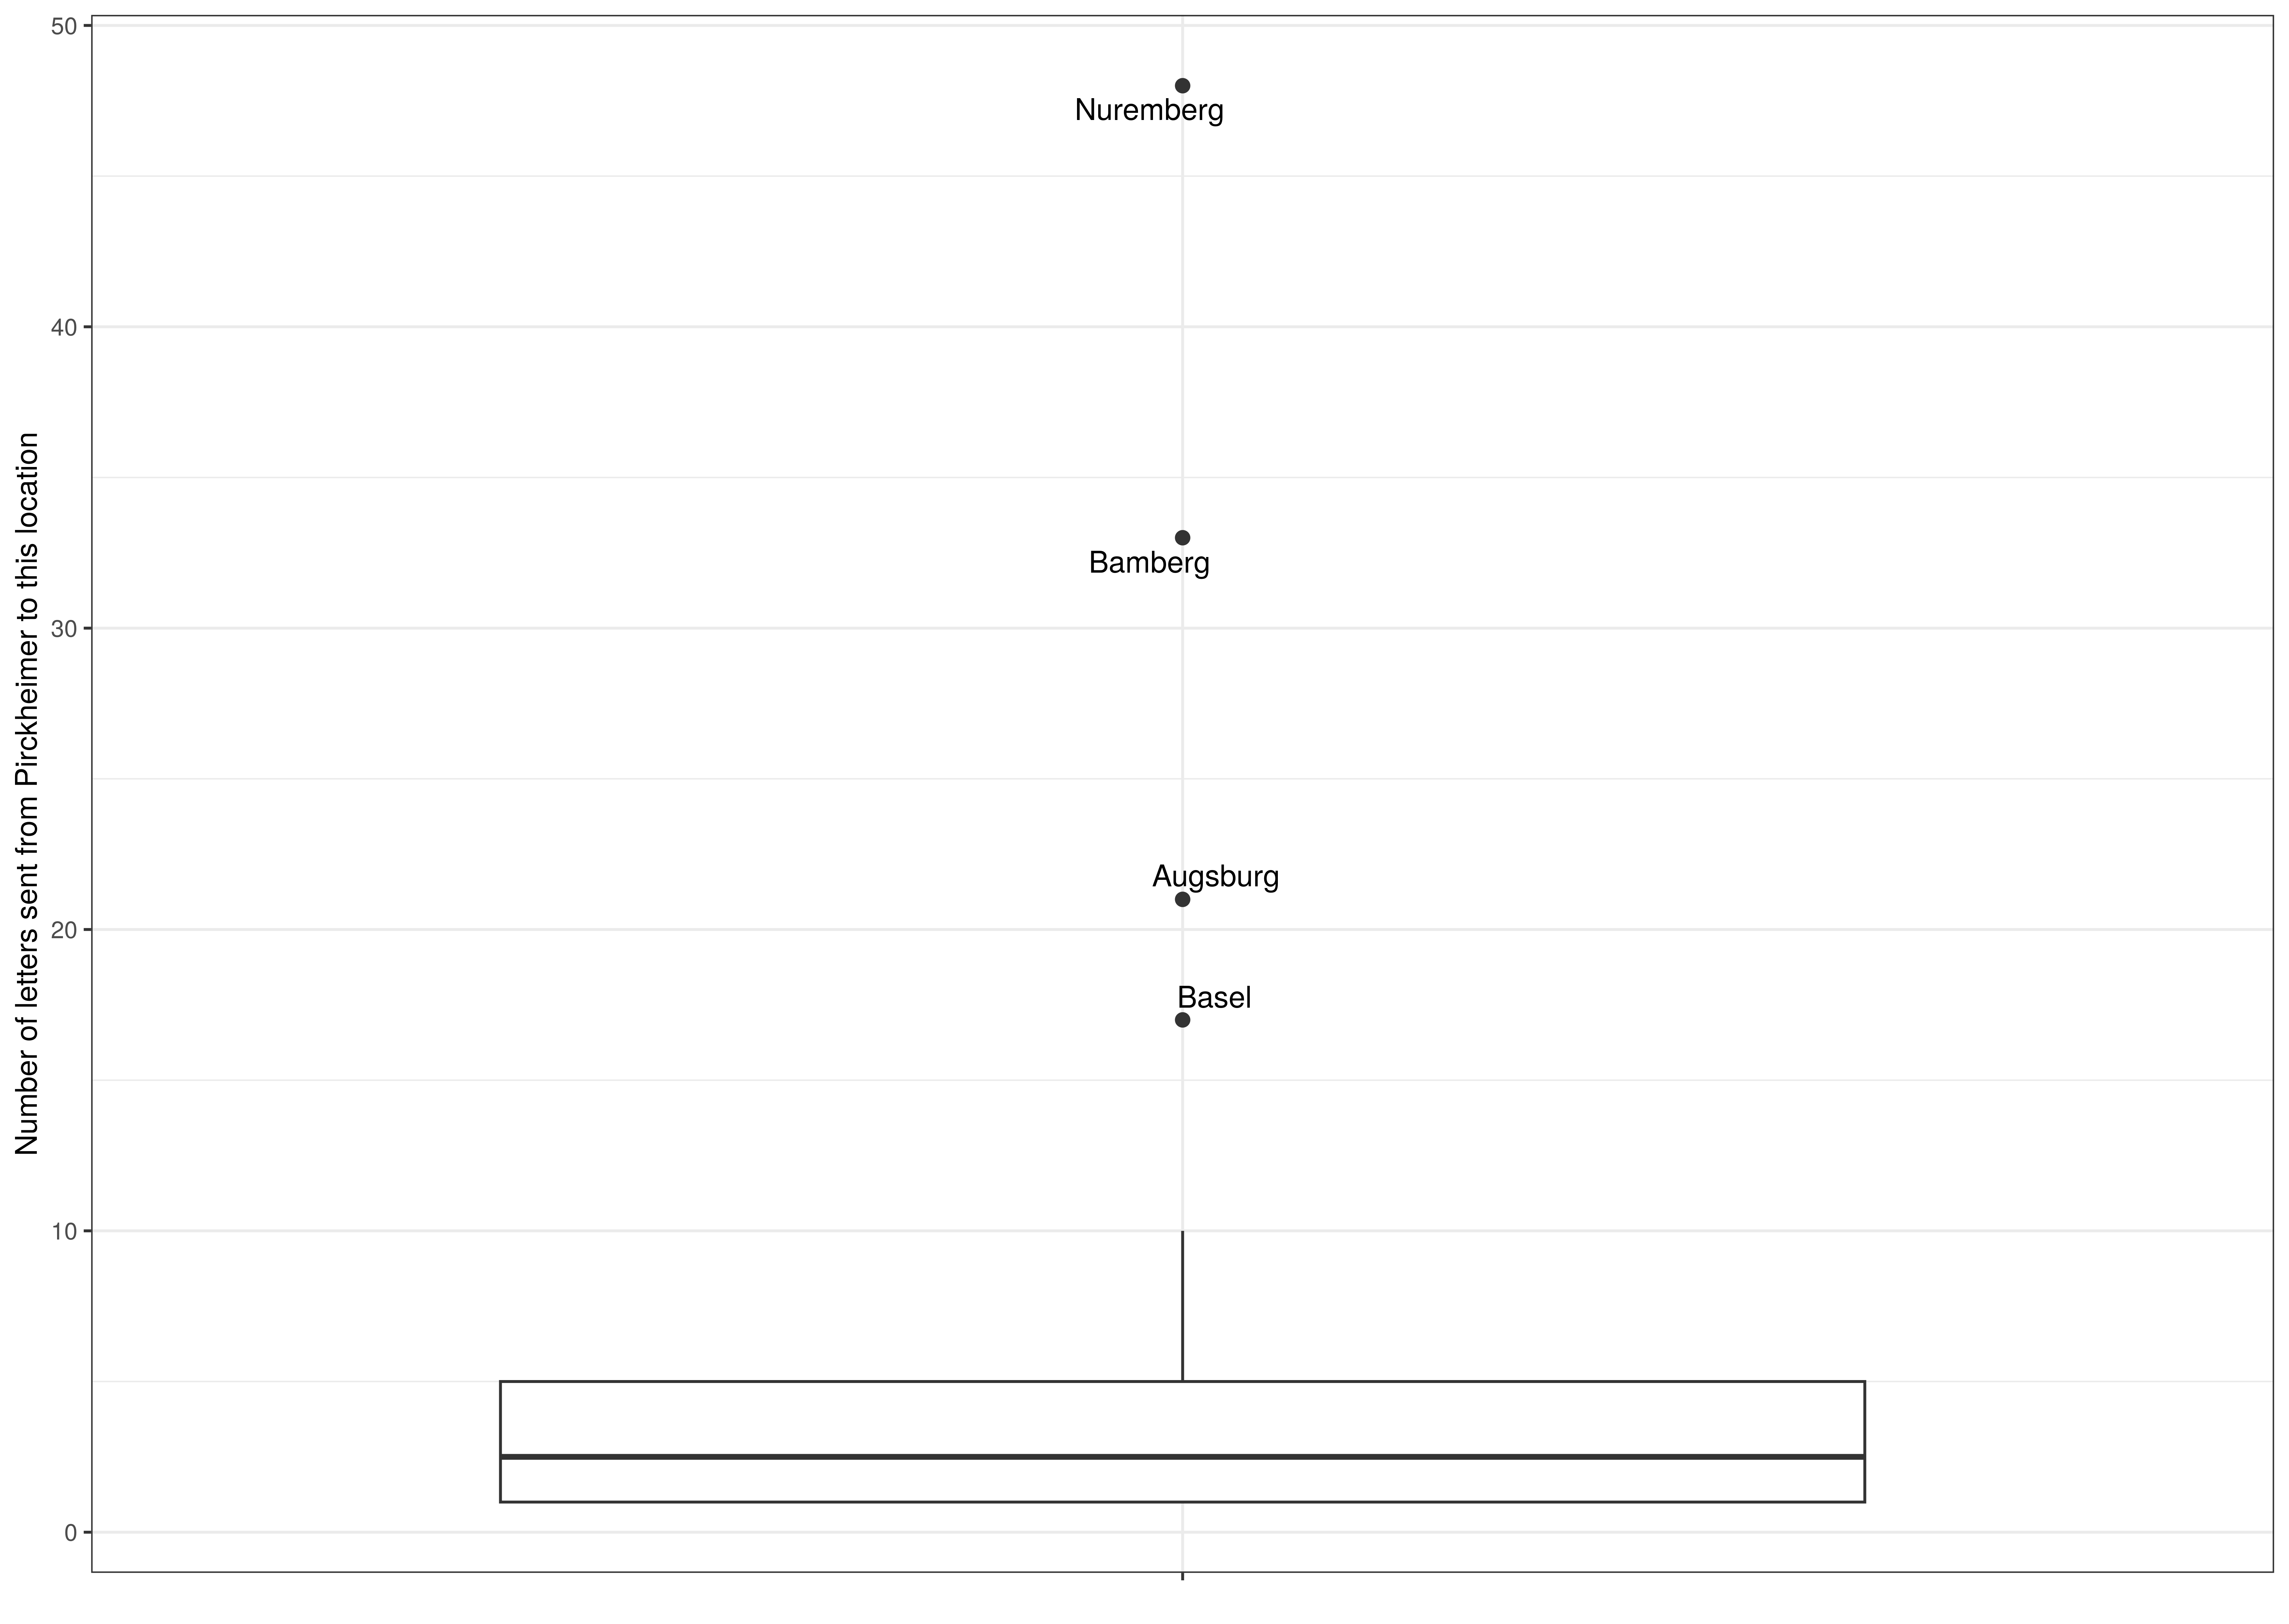 Number of letters sent from Pirckheimer to this location
50
40
30
20
10
0
Nuremberg
Bamberg
Augsburg
Basel